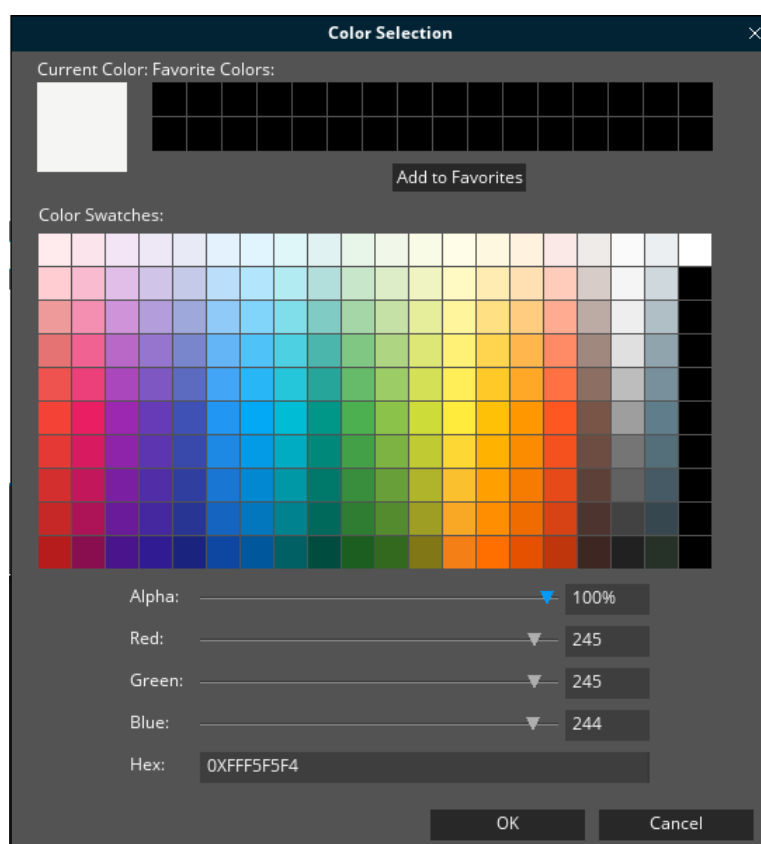 Color Selection
Current Color: Favorite Colors:
Add to Favorites
Color Swatches:
Alpha: 100%
Red: 245
Green: 245
Blue: 244
Hex: 0XFFF5F5F4
OK Cancel